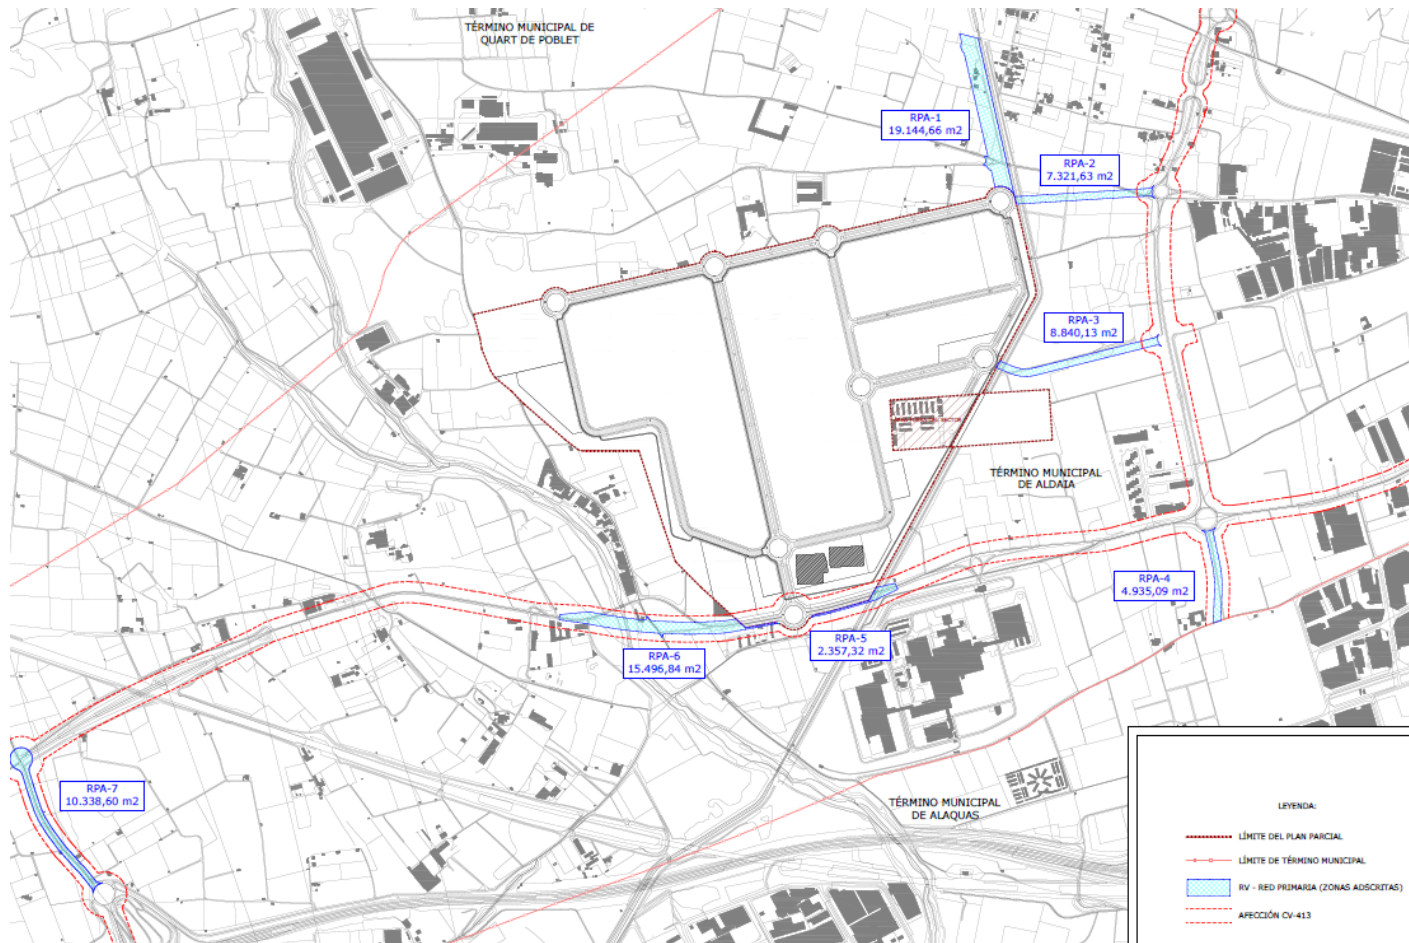 TÉRMINO MUNICIPAL DE
QUART DE POBLET
RPA-1
19.144,66 m2
RPA-2
7.321,63 m2
RPA-3
8.840,13 m2
SECTOR
TÉRMINO MUNICIPAL
DE ALDAIA
RPA-4
4.935,09 m2
RPA-5
2.357,32 m2
RPA-6
15.496,84 m2
RPA-7
10.338,60 m2
TÉRMINO MUNICIPAL
DE ALAQUAS
LEYENDA:
LÍMITE DEL PLAN PARCIAL
LÍMITE DE TÉRMINO MUNICIPAL
RV - RED PRIMARIA (ZONAS ADSCRITAS)
AFECCIÓN CV-413